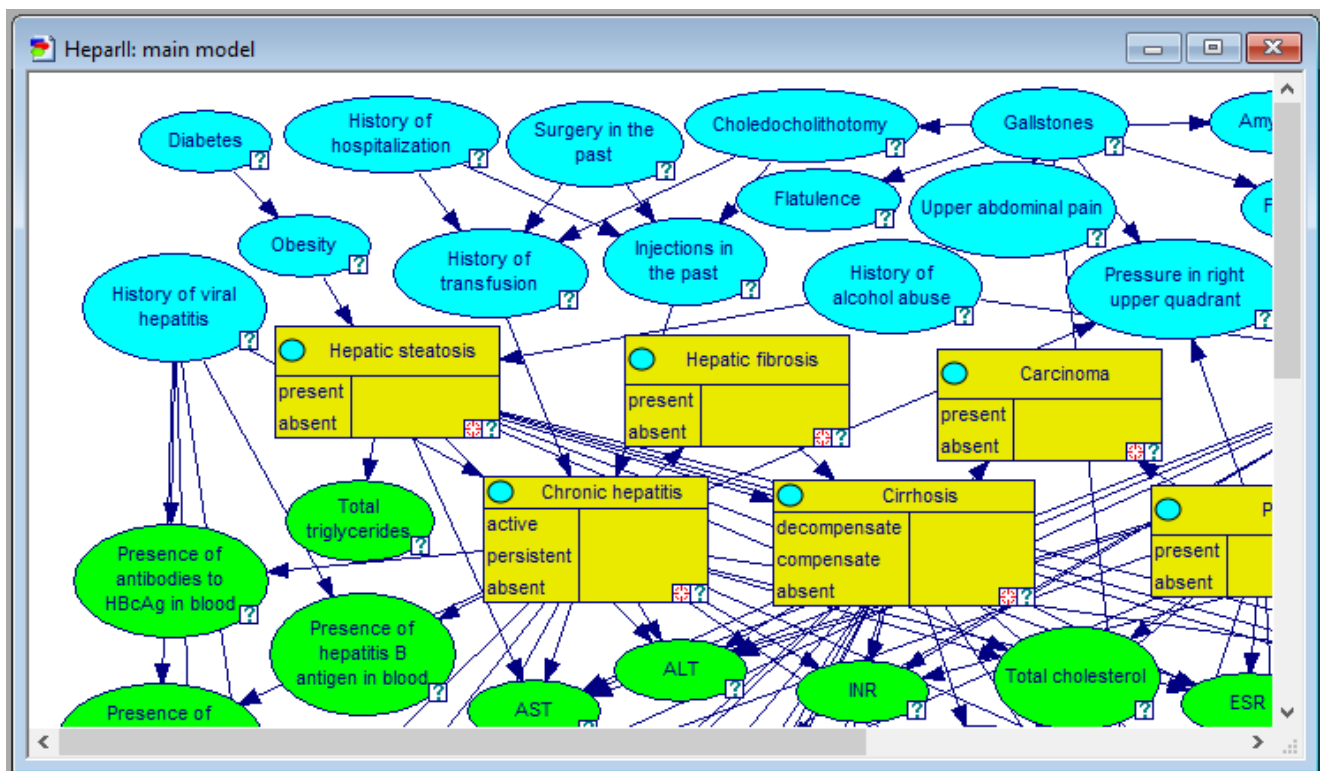 HeparII: main model
Diabetes
?
History of
hospitalization
?
Surgery in the
past
?
Choledocholithotomy
?
Gallstones
?
Amy
Flatulence
?
Upper abdominal pain
?
F
Obesity
?
History of
transfusion
?
Injections in
the past
?
History of
alcohol abuse
?
Pressure in right
upper quadrant
?
History of viral
hepatitis
?
Hepatic steatosis
present
absent
?
Hepatic fibrosis
present
absent
?
Carcinoma
present
absent
?
Total
triglycerides
?
Chronic hepatitis
active
persistent
absent
?
Cirrhosis
decompensate
compensate
absent
?
P
present
absent
Presence of
antibodies to
HBcAg in blood
?
Presence of
hepatitis B
antigen in blood
?
ALT
?
INR
?
Total cholesterol
?
ESR
Presence of
AST
?